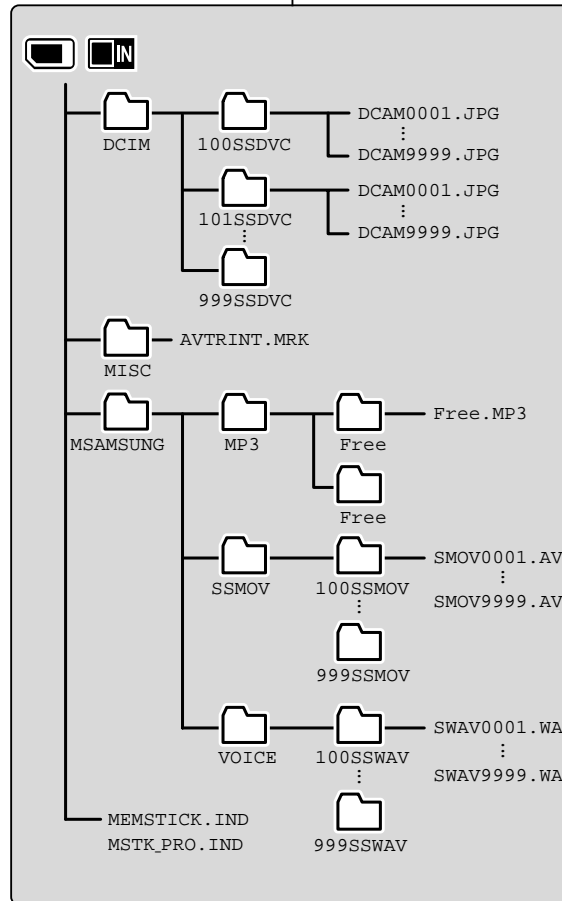 IN
DCAM0001.JPG
DCIM 100SSDVC
DCAM9999.JPG
DCAM0001.JPG
101SSDVC
DCAM9999.JPG
999SSDVC
AVTRINT.MRK
MISC
Free.MP3
MSAMSUNG MP3 Free
Free
SMOV0001.AV
SSMOV 100SSMOV
SMOV9999.AV
999SSMOV
SWAV0001.WA
VOICE 100SSWAV
SWAV9999.WA
MEMSTICK.IND
MSTK_PRO.IND 999SSWAV